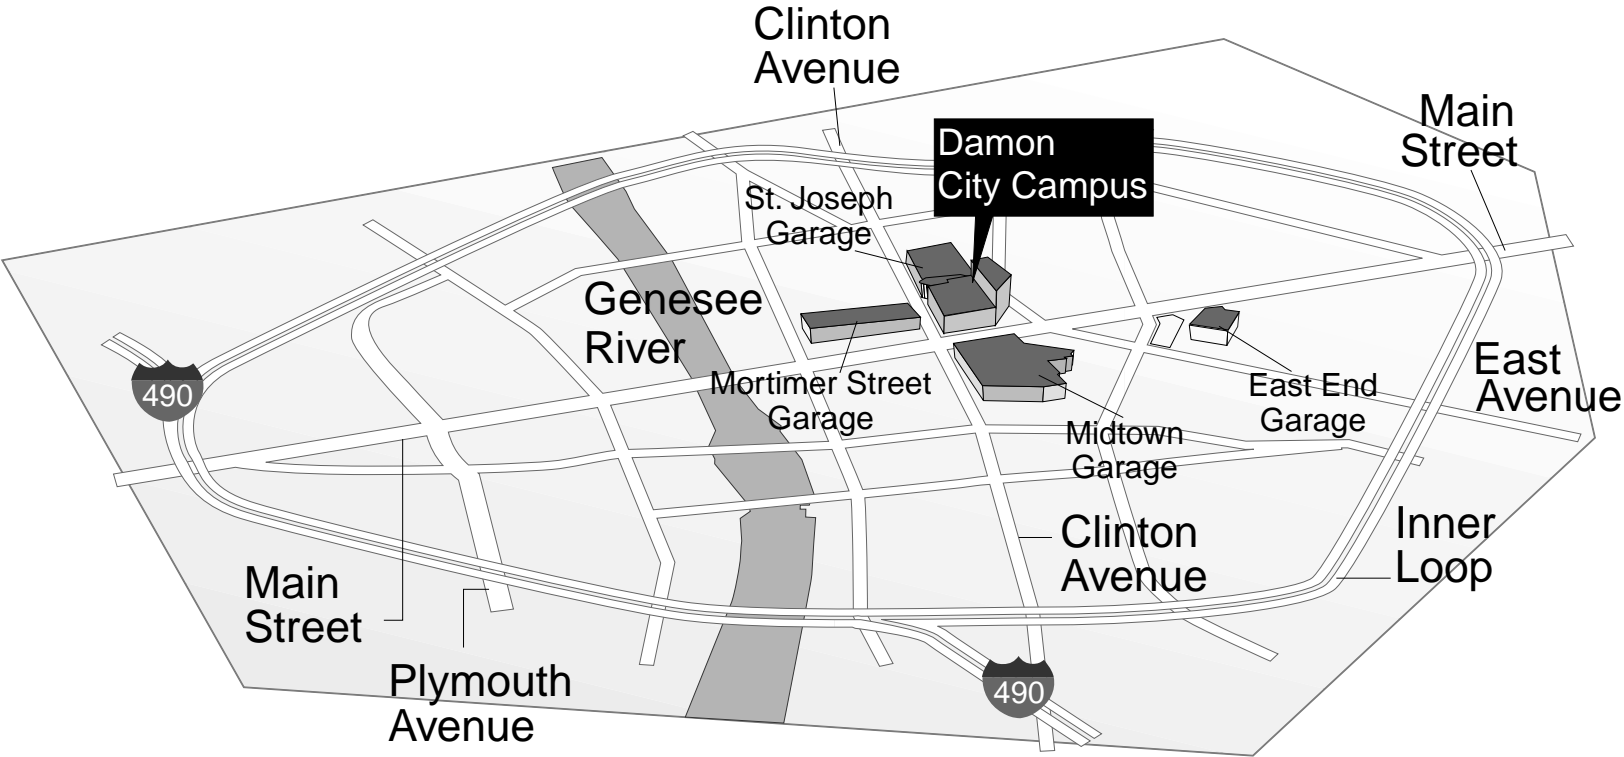 Clinton
Avenue
Main
Street
Damon
City Campus
St. Joseph
Garage
Genesee
River
Mortimer Street
Garage
East End
Garage
East
Avenue
490
Midtown
Garage
Inner
Loop
Clinton
Avenue
Main
Street
Plymouth
Avenue
490